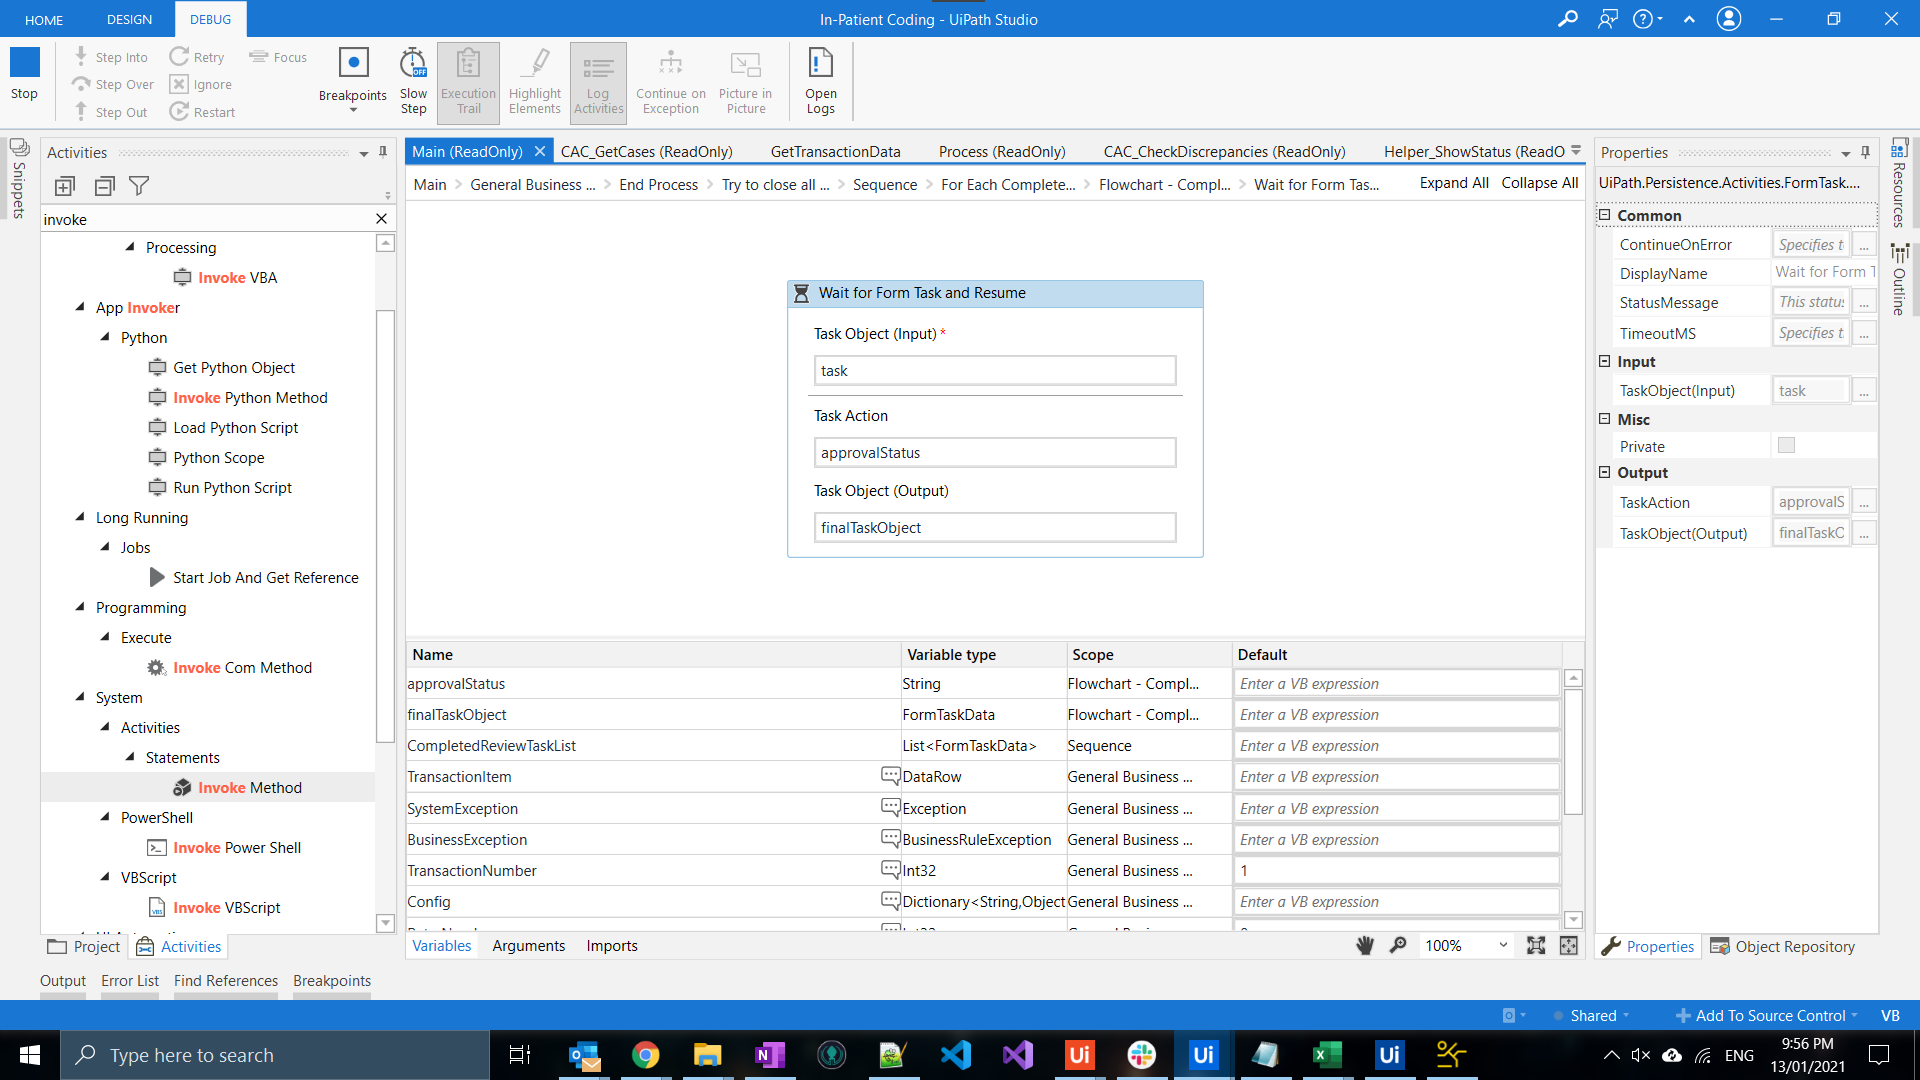 HOME DESIGN DEBUG In-Patient Coding - UiPath Studio
Stop
Step Into
Step Over
Step Out
Retry
Ignore
Restart
Focus
Breakpoints
Slow Step
OFF
Execution Trail
Highlight Elements
Log Activities
Continue on Exception
Picture in Picture
Open Logs
Snippets
Activities
invoke
Processing
Invoke VBA
App Invoker
Python
Get Python Object
Invoke Python Method
Load Python Script
Python Scope
Run Python Script
Long Running
Jobs
Start Job And Get Reference
Programming
Execute
Invoke Com Method
System
Activities
Statements
Invoke Method
PowerShell
Invoke Power Shell
VBScript
Invoke VBScript
Project Activities
Main (ReadOnly) CAC_GetCases (ReadOnly) GetTransactionData Process (ReadOnly) CAC_CheckDiscrepancies (ReadOnly) Helper_ShowStatus (ReadO
Main > General Business ... > End Process > Try to close all ... > Sequence > For Each Complete... > Flowchart - Compl... > Wait for Form Tas... Expand All Collapse All
Wait for Form Task and Resume
Task Object (Input) *
task
Task Action
approvalStatus
Task Object (Output)
finalTaskObject
Name Variable type Scope Default
approvalStatus String Flowchart - Compl... Enter a VB expression
finalTaskObject FormTaskData Flowchart - Compl... Enter a VB expression
CompletedReviewTaskList List<FormTaskData> Sequence Enter a VB expression
TransactionItem DataRow General Business ... Enter a VB expression
SystemException Exception General Business ... Enter a VB expression
BusinessException BusinessRuleException General Business ... Enter a VB expression
TransactionNumber Int32 General Business ... 1
Config Dictionary<String,Object General Business ... Enter a VB expression
Variables Arguments Imports 100%
Properties
UiPath.Persistence.Activities.FormTask....
Common
ContinueOnError Specifies t ...
DisplayName Wait for Form T
StatusMessage This status ...
TimeoutMS Specifies t ...
Input
TaskObject(Input) task ...
Misc
Private
Output
TaskAction approvalS ...
TaskObject(Output) finalTaskO ...
Properties Object Repository
Resources
Outline
Output Error List Find References Breakpoints
Shared Add To Source Control VB
Type here to search
Ui Ui Ui
ENG
9:56 PM
13/01/2021